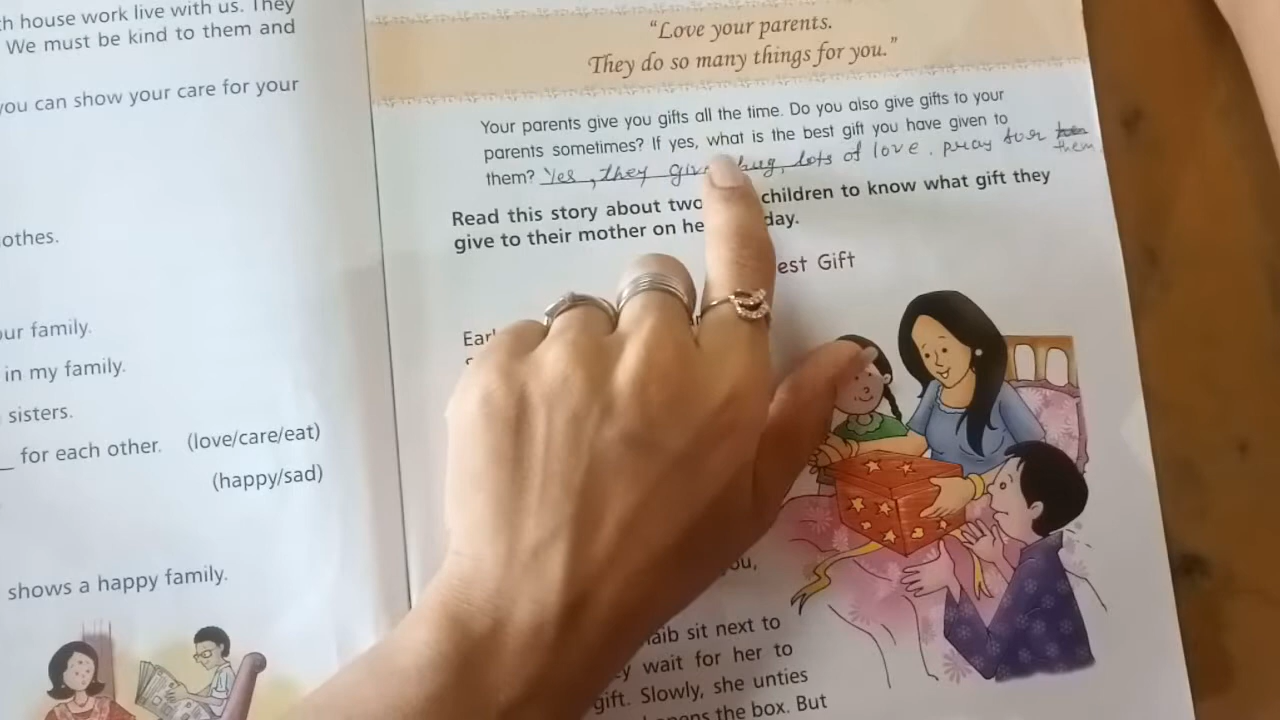 h house work live with us. They
We must be kind to them and
you can show your care for your
othes.
our family.
in my family.
sisters.
for each other. (love/care/eat)
(happy/sad)
shows a happy family.
“Love your parents.
They do so many things for you.”
Your parents give you gifts all the time. Do you also give gifts to your
parents sometimes? If yes, what is the best gift you have given to
them? Yes, they giv hug, lots of love. pray for them
Read this story about two children to know what gift they
give to their mother on he day.
est Gift
Earl
ou,
aib sit next to
y wait for her to
gift. Slowly, she unties
opens the box. But